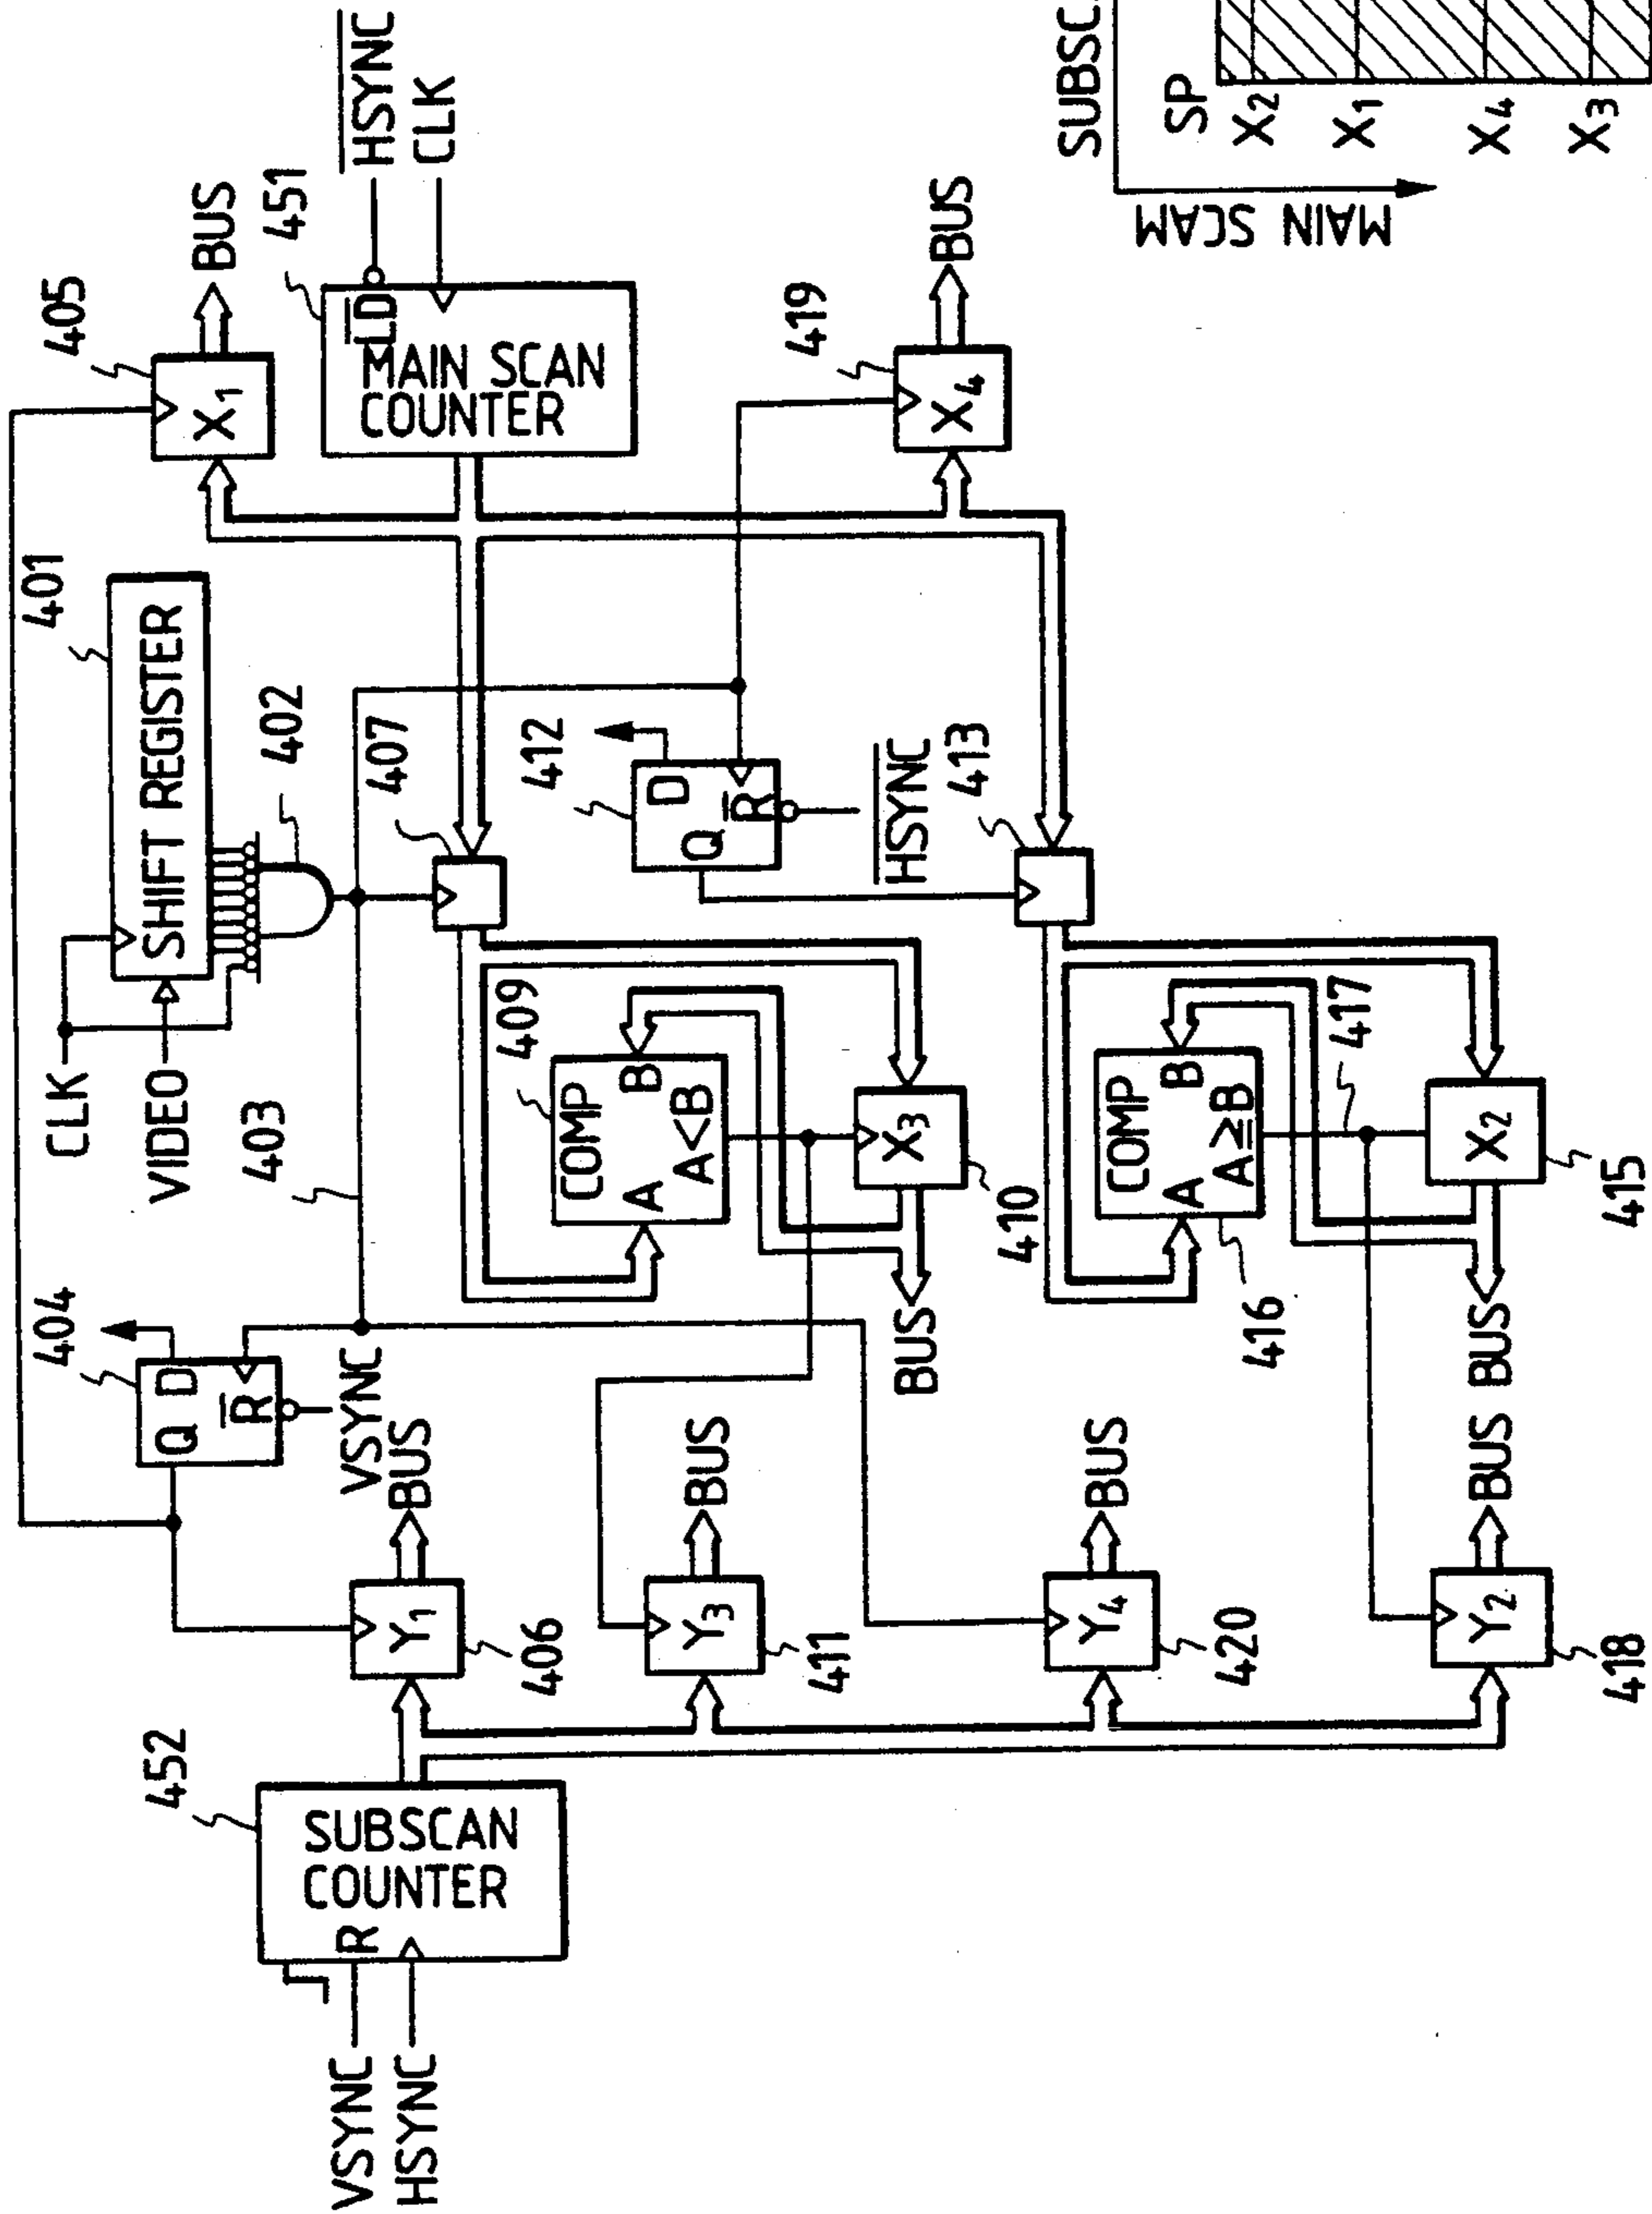 VSYNC
HSYNC
452
R
SUBSCAN
COUNTER
404
Q D
R
VSYNC
BUS
Y1
406
Y3
BUS
411
Y4
BUS
420
Y2
BUS
418
CLK
VIDEO
403
401
SHIFT REGISTER
402
407
409
COMP
A
B
A<B
X3
410
BUS
412
D
Q
R
HSYNC
413
COMP
A
B
A≧B
416
417
X2
415
BUS
405
X1
BUS
451
LD
MAIN SCAN
COUNTER
HSYNC
CLK
419
X4
BUS
SUBSC
MAIN SCAM
SP
X2
X1
X4
X3